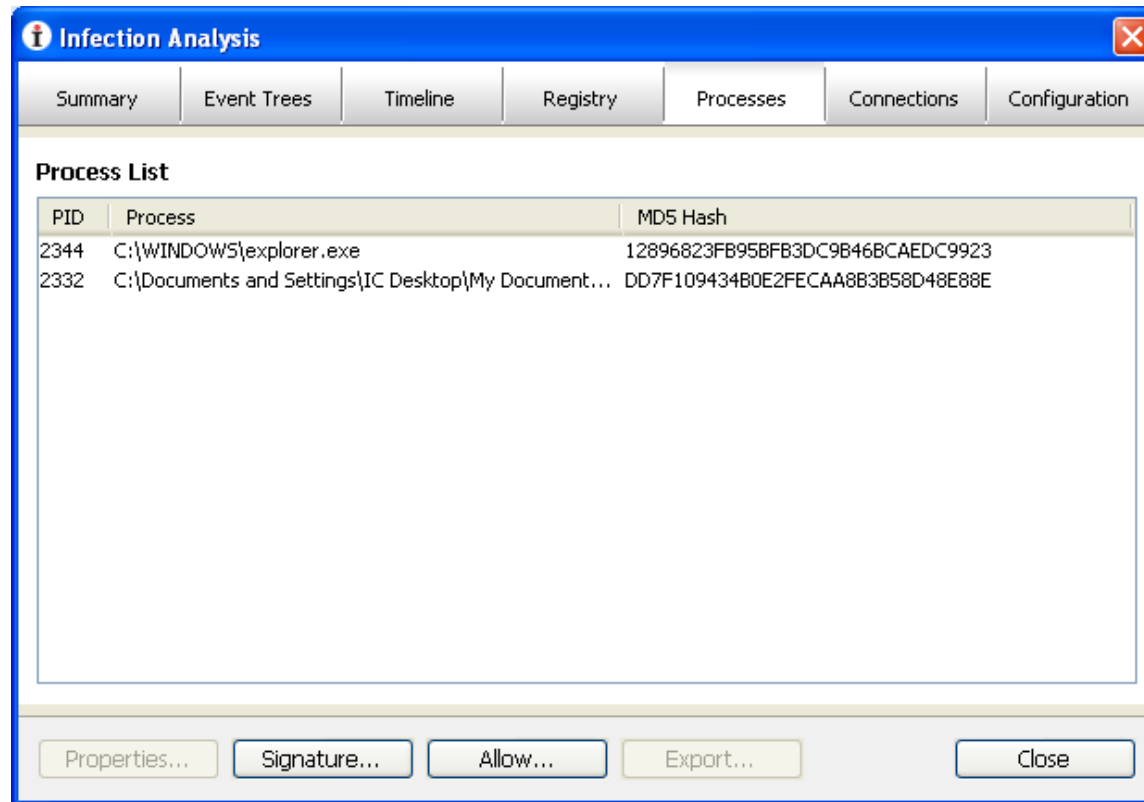 Infection Analysis
Summary Event Trees Timeline Registry Processes Connections Configuration
Process List
PID Process MD5 Hash
2344 C:\WINDOWS\explorer.exe 12896823FB95BFB3DC9B46BCAEDC9923
2332 C:\Documents and Settings\IC Desktop\My Document... DD7F109434B0E2FECAA8B3B58D48E88E
Properties... Signature... Allow... Export... Close